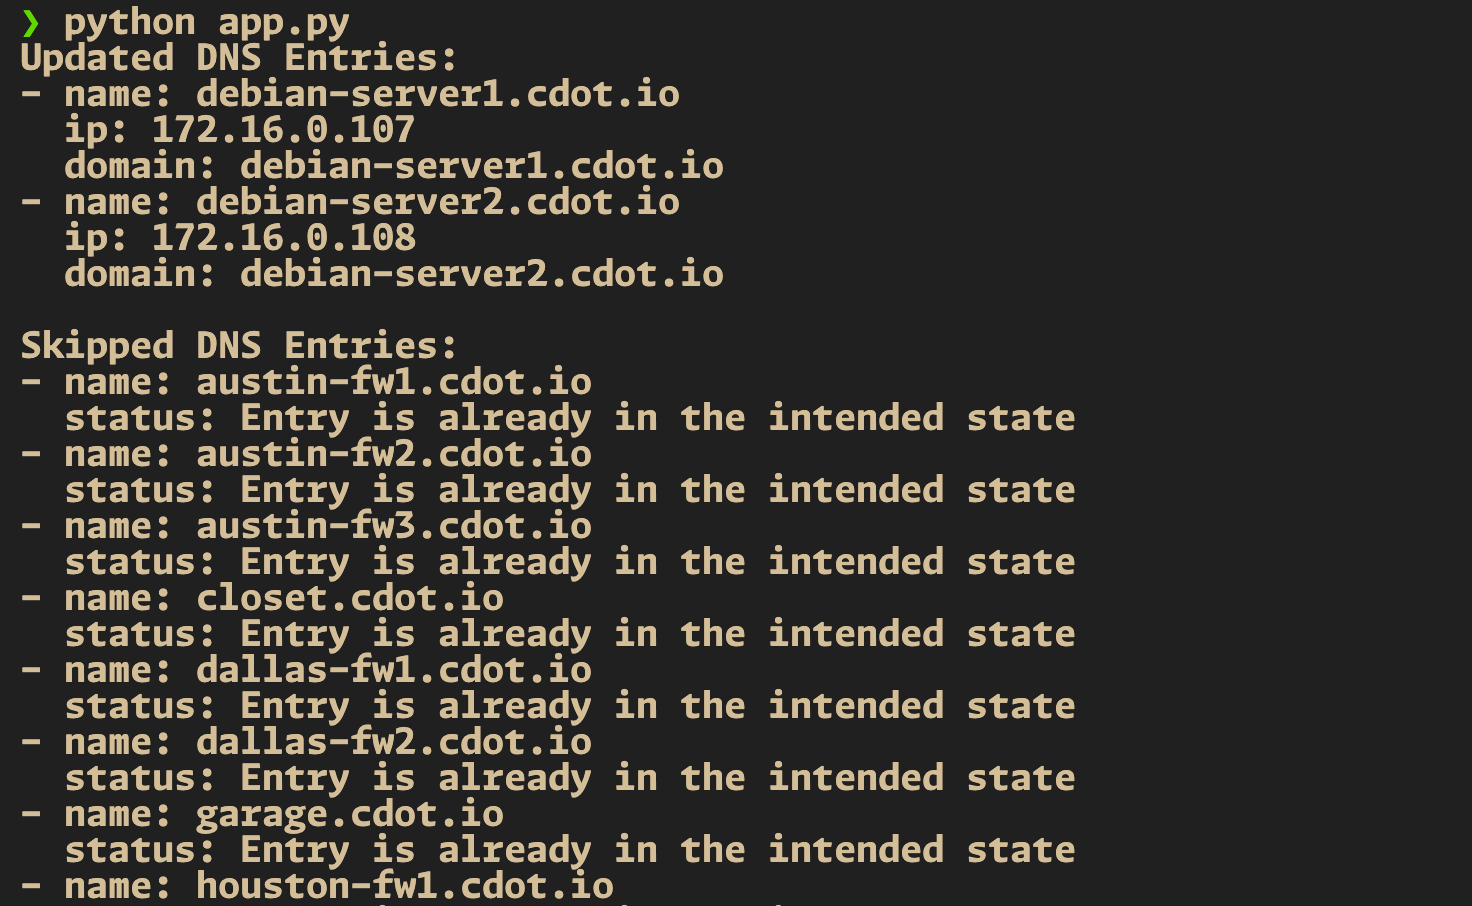 ❯ python app.py
Updated DNS Entries:
- name: debian-server1.cdot.io
  ip: 172.16.0.107
  domain: debian-server1.cdot.io
- name: debian-server2.cdot.io
  ip: 172.16.0.108
  domain: debian-server2.cdot.io

Skipped DNS Entries:
- name: austin-fw1.cdot.io
  status: Entry is already in the intended state
- name: austin-fw2.cdot.io
  status: Entry is already in the intended state
- name: austin-fw3.cdot.io
  status: Entry is already in the intended state
- name: closet.cdot.io
  status: Entry is already in the intended state
- name: dallas-fw1.cdot.io
  status: Entry is already in the intended state
- name: dallas-fw2.cdot.io
  status: Entry is already in the intended state
- name: garage.cdot.io
  status: Entry is already in the intended state
- name: houston-fw1.cdot.io